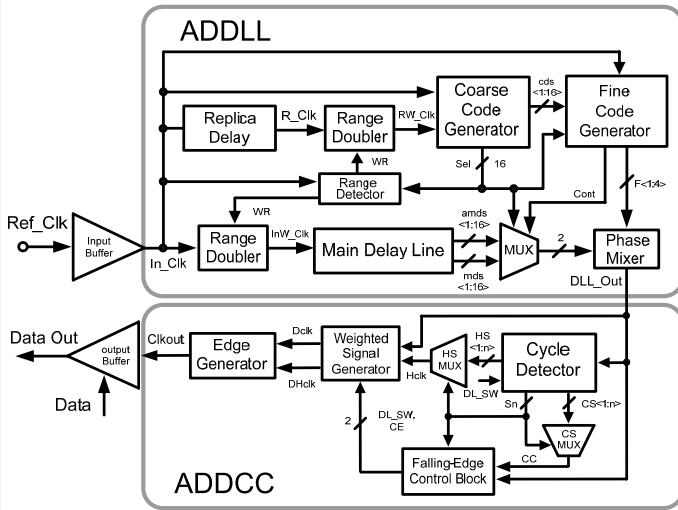 ADDLL
Replica
Delay
R_Clk
Range
Doubler
RW_Clk
Coarse
Code
Generator
cds
<1:16>
Fine
Code
Generator
WR
Sel
16
Range
Detector
WR
Cont
F<1:4>
Ref_Clk
Input
Buffer
In_Clk
Range
Doubler
InW_Clk
Main Delay Line
amds
<1:16>
mds
<1:16>
MUX
2
Phase
Mixer
DLL_Out
Data Out
output
Buffer
Clkout
Edge
Generator
Dclk
DHclk
Weighted
Signal
Generator
Hclk
HS
MUX
HS
<1:n>
DL_SW
Cycle
Detector
Sn
CS<1:n>
Data
2
DL_SW,
CE
CS
MUX
CC
Falling-Edge
Control Block
ADDCC